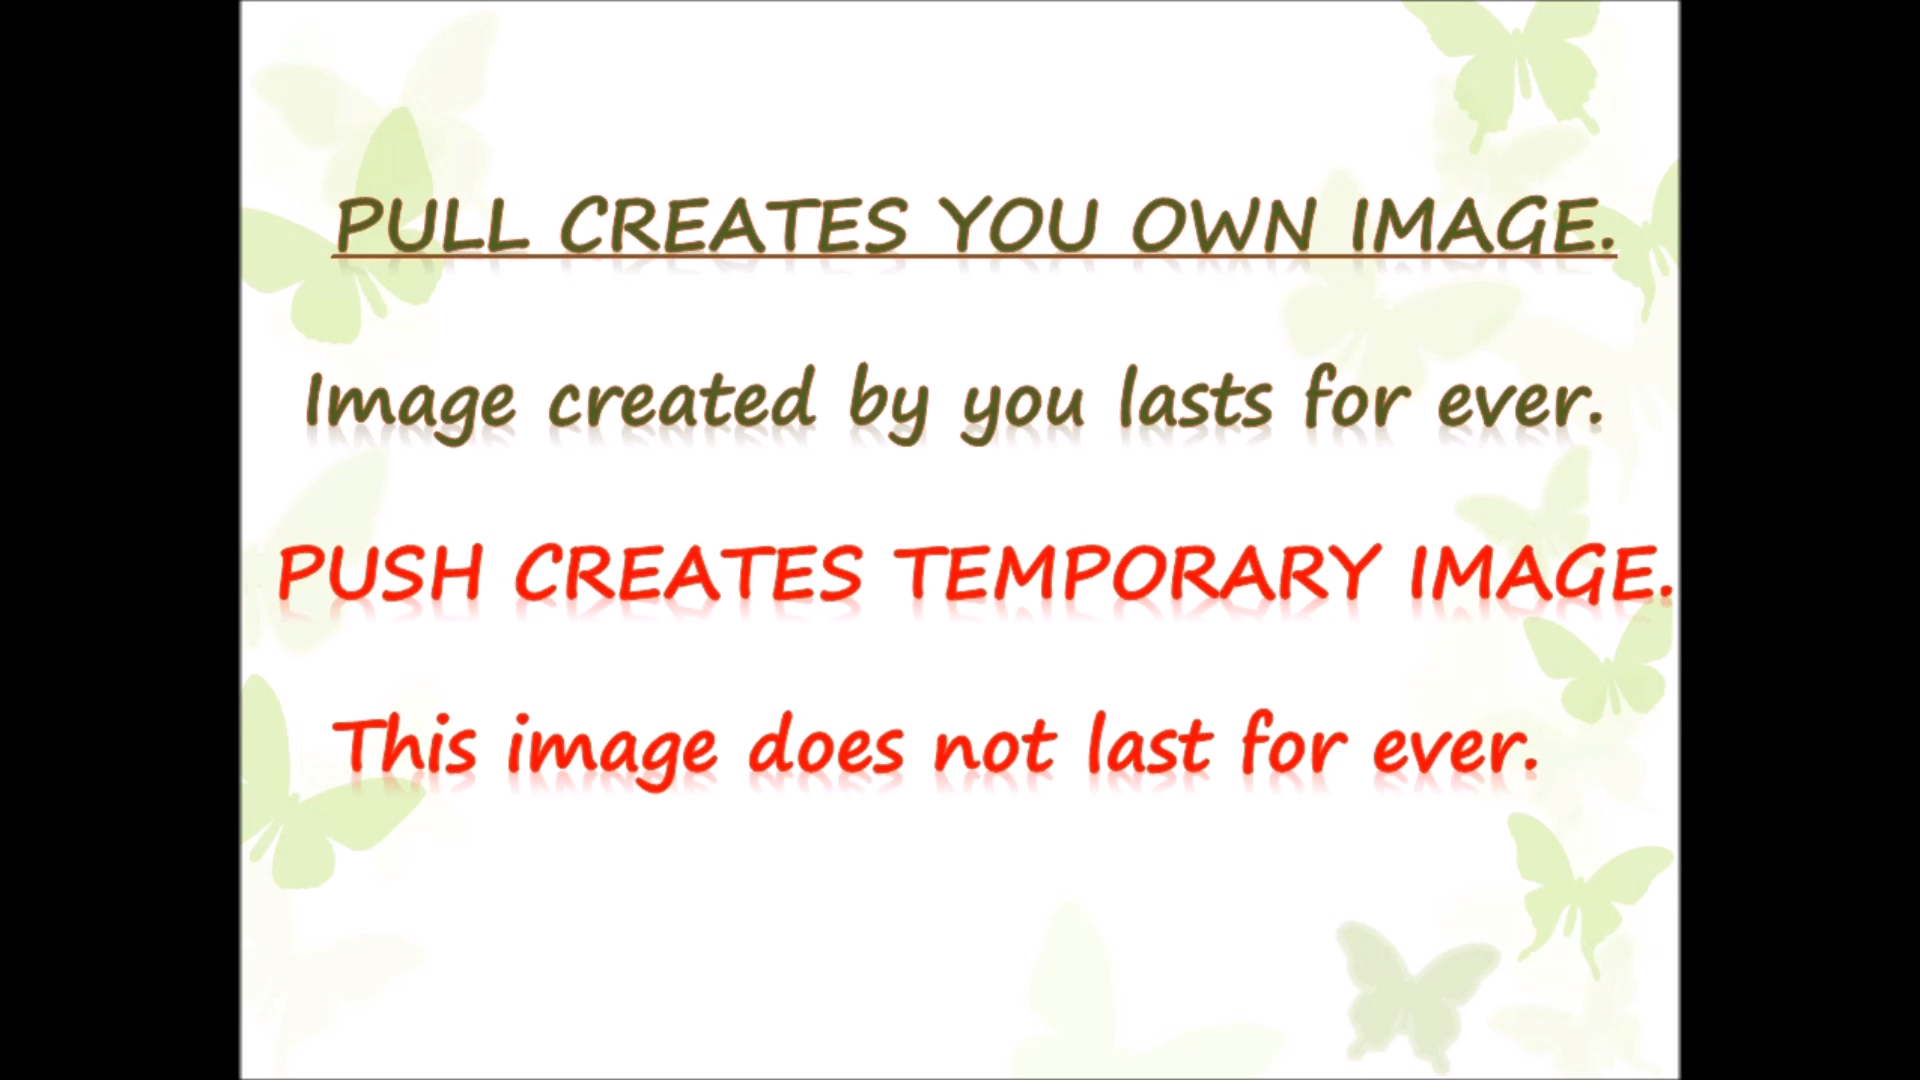 PULL CREATES YOU OWN IMAGE.
Image created by you lasts for ever.
PUSH CREATES TEMPORARY IMAGE.
This image does not last for ever.